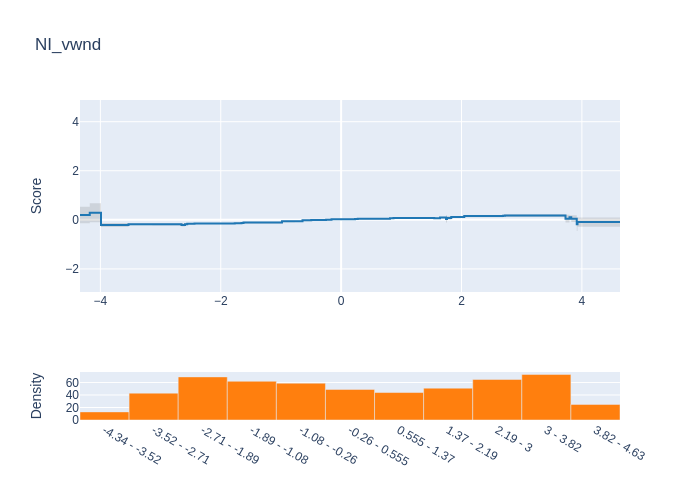 NI_vwnd
Score
4
2
0
−2
−4
−2
0
2
4
Density
60
40
20
0
-4.34 - -3.52
-3.52 - -2.71
-2.71 - -1.89
-1.89 - -1.08
-1.08 - -0.26
-0.26 - 0.555
0.555 - 1.37
1.37 - 2.19
2.19 - 3
3 - 3.82
3.82 - 4.63